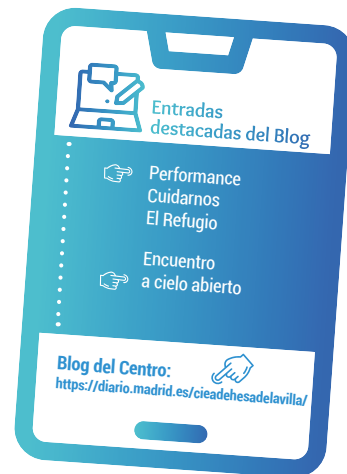 Entradas
destacadas del Blog
Performance
Cuidarnos
El Refugio
Encuentro
a cielo abierto
Blog del Centro:
https://diario.madrid.es/cieadehesadelavilla/